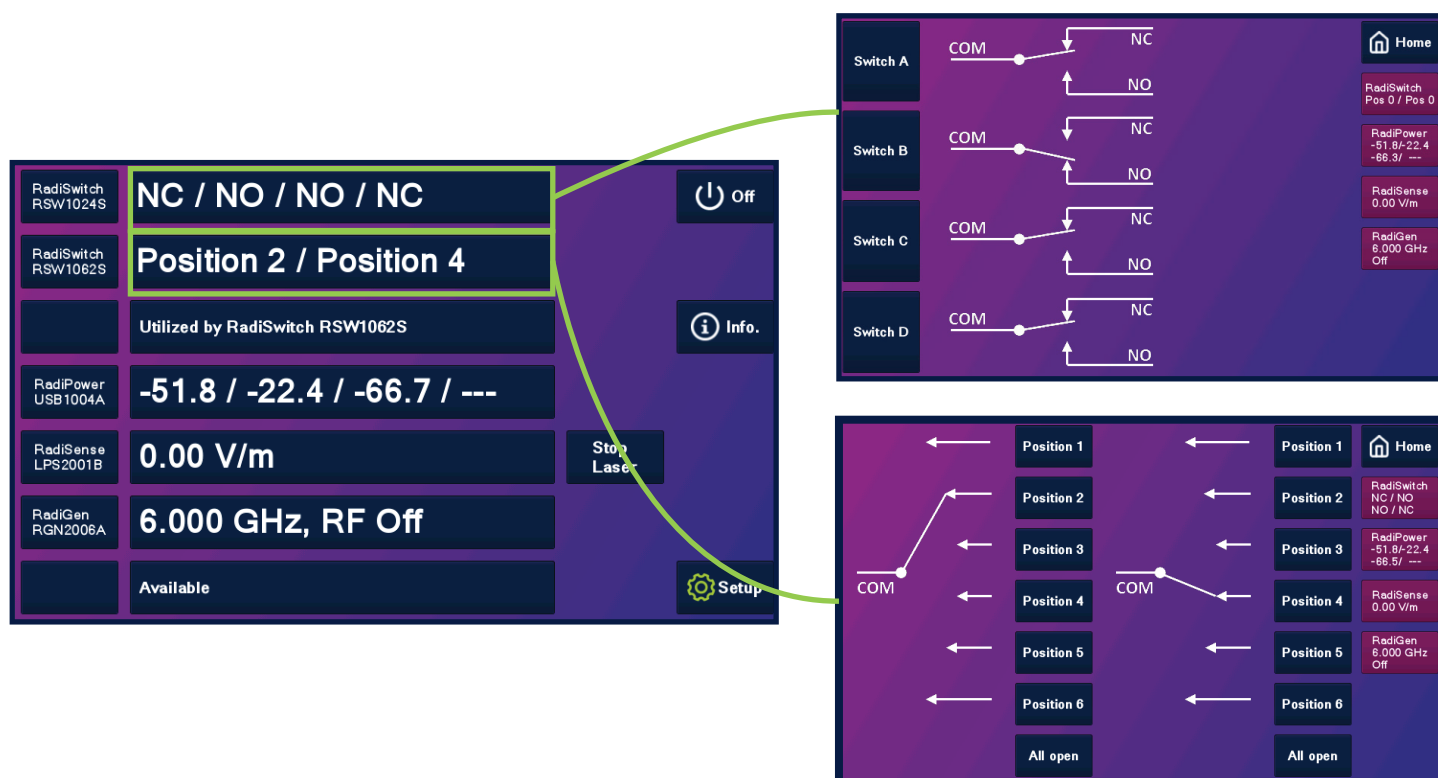 RadiSwitch
RSW1024S
NC / NO / NO / NC
Off
RadiSwitch
RSW1062S
Position 2 / Position 4
Utilized by RadiSwitch RSW1062S
Info.
RadiPower
USB1004A
-51.8 / -22.4 / -66.7 / ---
RadiSense
LPS2001B
0.00 V/m
Stop
Laser
RadiGen
RGN2006A
6.000 GHz, RF Off
Available
Setup
Switch A
COM
NC
NO
Switch B
COM
NC
NO
Switch C
COM
NC
NO
Switch D
COM
NC
NO
Home
RadiSwitch
Pos 0 / Pos 0
RadiPower
-51.8/-22.4
-66.3/ ---
RadiSense
0.00 V/m
RadiGen
6.000 GHz
Off
COM
Position 1
Position 2
Position 3
Position 4
Position 5
Position 6
All open
COM
Position 1
Position 2
Position 3
Position 4
Position 5
Position 6
All open
Home
RadiSwitch
NC / NO
NO / NC
RadiPower
-51.8/-22.4
-66.5/ ---
RadiSense
0.00 V/m
RadiGen
6.000 GHz
Off